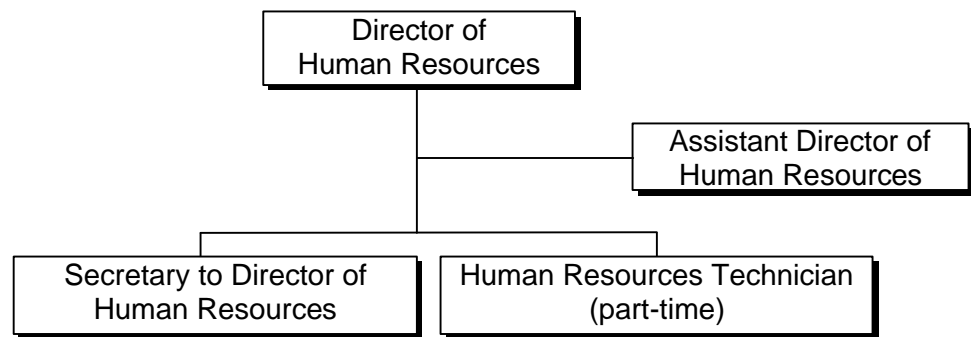 Director of
Human Resources
Assistant Director of
Human Resources
Secretary to Director of
Human Resources
Human Resources Technician
(part-time)